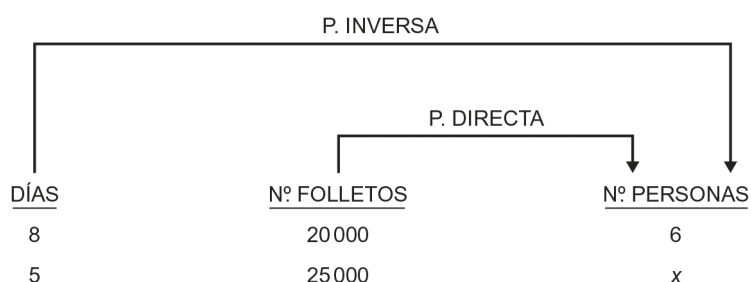 P. INVERSA
P. DIRECTA
DÍAS Nº FOLLETOS Nº PERSONAS
8 20 000 6
5 25 000 x